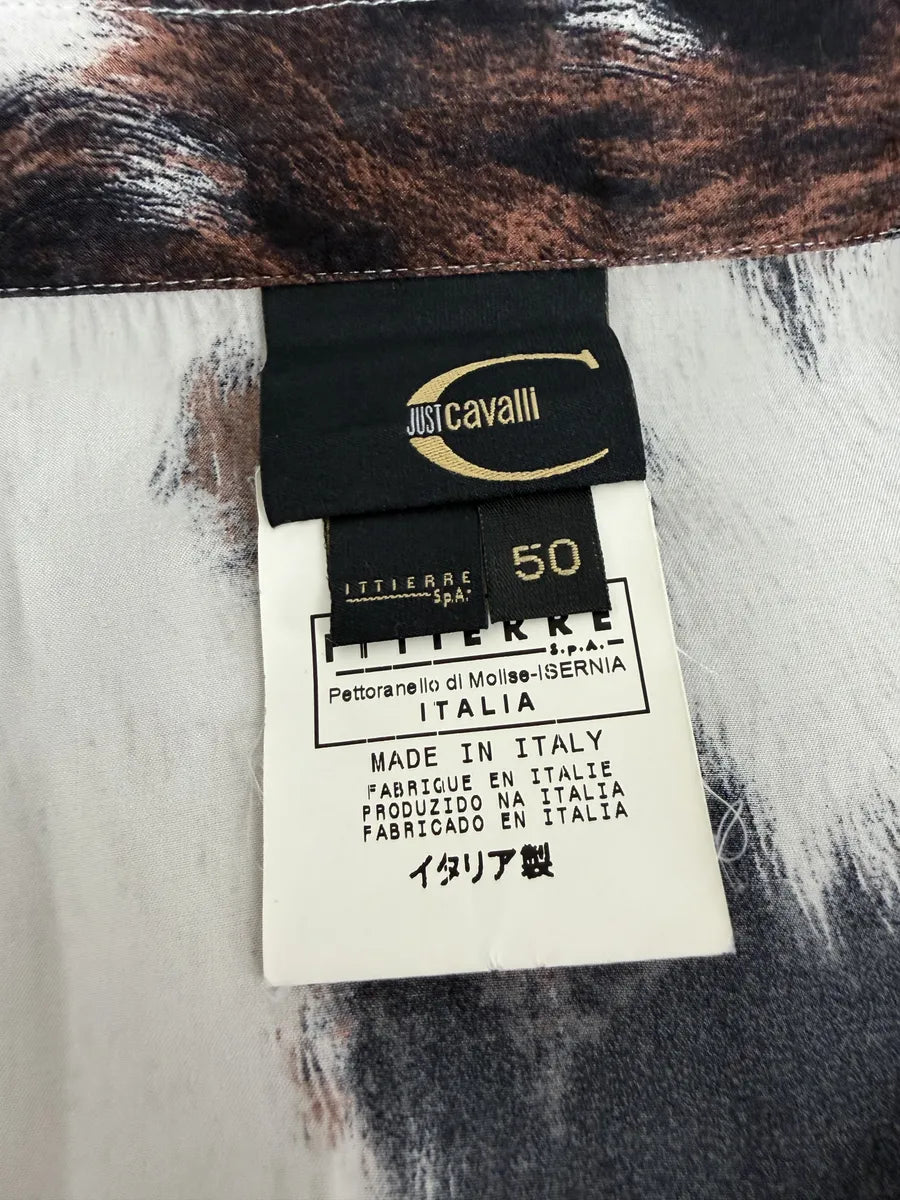 JUST cavalli
ITTIERRE
S.p.A.
50
ITTIERRE
S.p.A.
Pettoranello di Molise-ISERNIA
ITALIA
MADE IN ITALY
FABRIQUE EN ITALIE
PRODUZIDO NA ITALIA
FABRICADO EN ITALIA
イタリア製